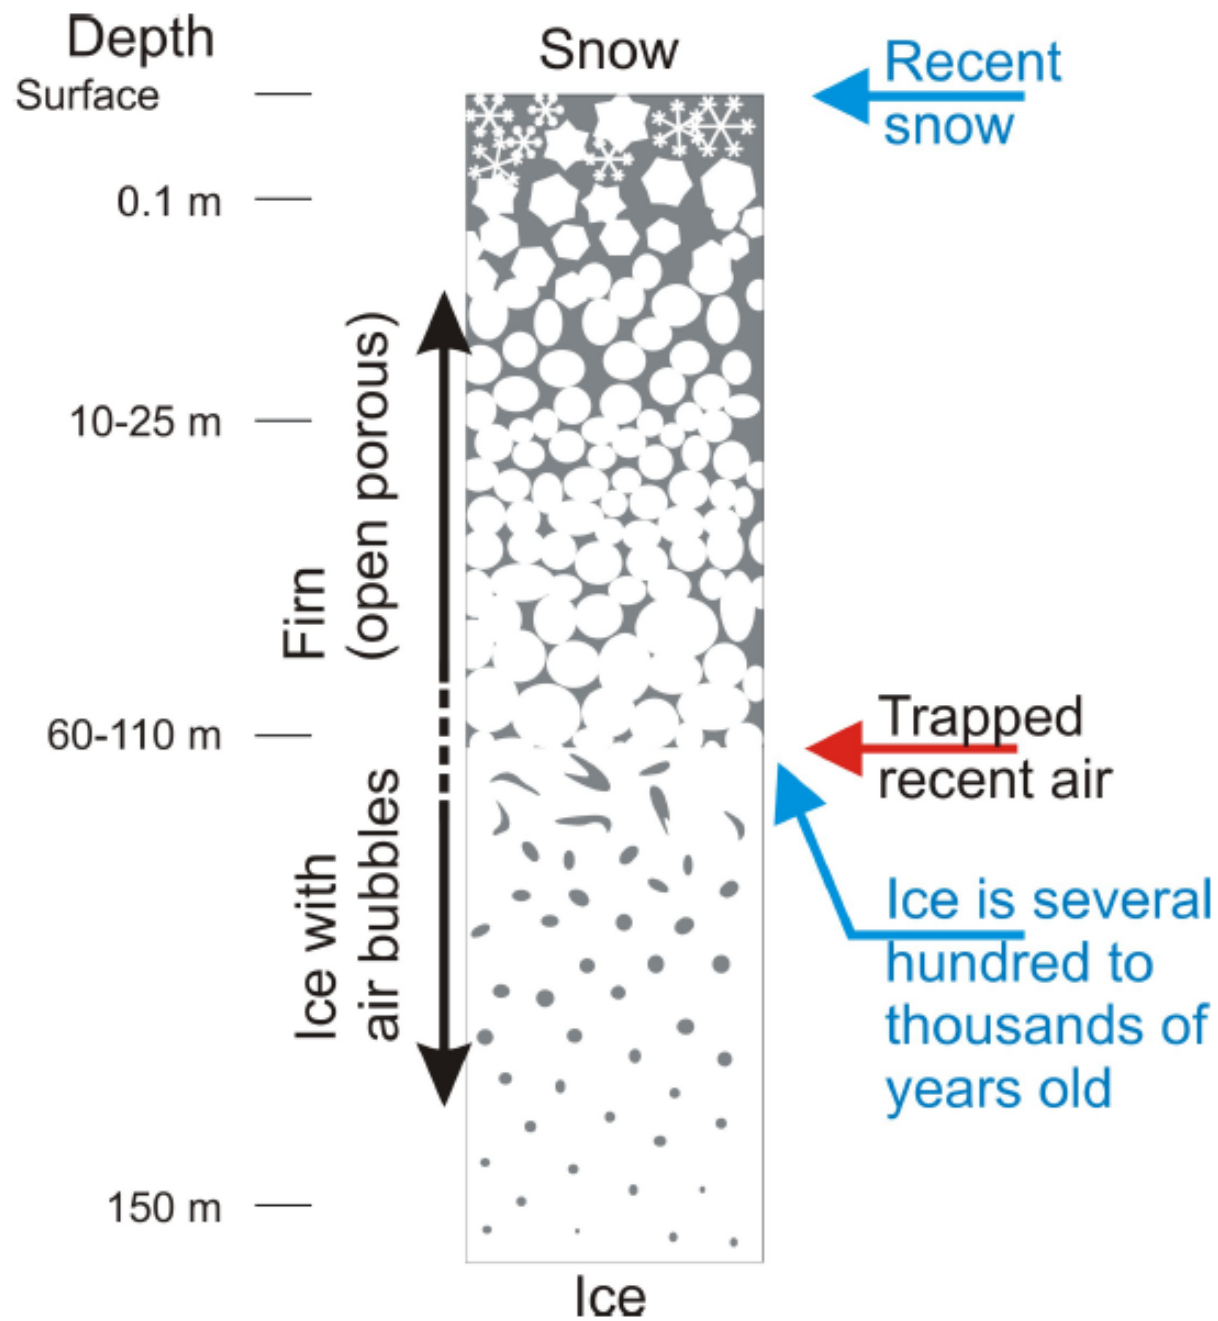 Depth
Snow
Surface
Recent
snow
0.1 m
10-25 m
Firn
(open porous)
60-110 m
Trapped
recent air
Ice with
air bubbles
Ice is several
hundred to
thousands of
years old
150 m
Ice